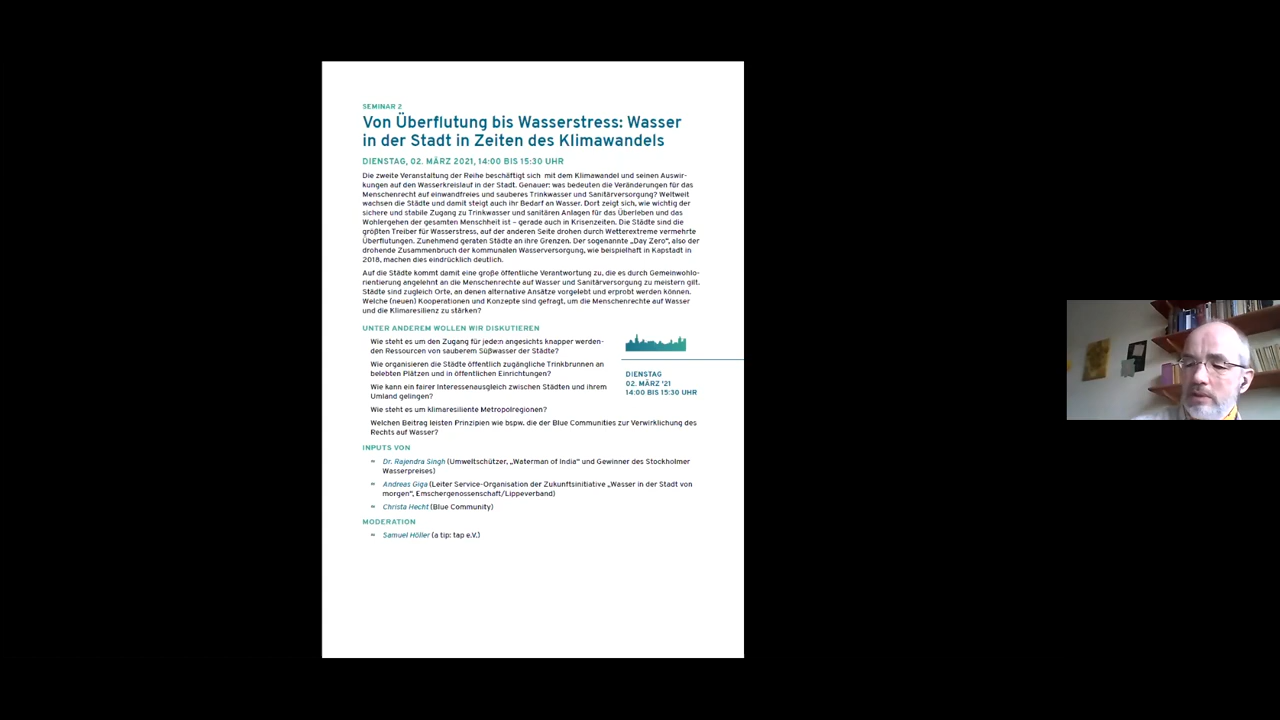 SEMINAR 2
Von Überflutung bis Wasserstress: Wasser
in der Stadt in Zeiten des Klimawandels
DIENSTAG, 02. MÄRZ 2021, 14:00 BIS 15:30 UHR
Die zweite Veranstaltung der Reihe beschäftigt sich mit dem Klimawandel und seinen Auswir-
kungen auf den Wasserkreislauf in der Stadt. Genauer: was bedeuten die Veränderungen für das
Menschenrecht auf einwandfreies und sauberes Trinkwasser und Sanitärversorgung? Weltweit
wachsen die Städte und damit steigt auch ihr Bedarf an Wasser. Dort zeigt sich, wie wichtig der
sichere und stabile Zugang zu Trinkwasser und sanitären Anlagen für das Überleben und das
Wohlergehen der gesamten Menschheit ist – gerade auch in Krisenzeiten. Die Städte sind die
größten Treiber für Wasserstress, auf der anderen Seite drohen durch Wetterextreme vermehrte
Überflutungen. Zunehmend geraten Städte an ihre Grenzen. Der sogenannte „Day Zero“, also der
drohende Zusammenbruch der kommunalen Wasserversorgung, wie beispielhaft in Kapstadt in
2018, machen dies eindrücklich deutlich.
Auf die Städte kommt damit eine große öffentliche Verantwortung zu, die es durch Gemeinwohlo-
rientierung angelehnt an die Menschenrechte auf Wasser und Sanitärversorgung zu meistern gilt.
Städte sind zugleich Orte, an denen alternative Ansätze vorgelebt und erprobt werden können.
Welche (neuen) Kooperationen und Konzepte sind gefragt, um die Menschenrechte auf Wasser
und die Klimaresilienz zu stärken?
UNTER ANDEREM WOLLEN WIR DISKUTIEREN
Wie steht es um den Zugang für jede:n angesichts knapper werden-
den Ressourcen von sauberem Süßwasser der Städte?
Wie organisieren die Städte öffentlich zugängliche Trinkbrunnen an
belebten Plätzen und in öffentlichen Einrichtungen?
Wie kann ein fairer Interessenausgleich zwischen Städten und ihrem
Umland gelingen?
Wie steht es um klimaresiliente Metropolregionen?
Welchen Beitrag leisten Prinzipien wie bspw. die der Blue Communities zur Verwirklichung des
Rechts auf Wasser?
DIENSTAG
02. MÄRZ '21
14:00 BIS 15:30 UHR
INPUTS VON
Dr. Rajendra Singh (Umweltschützer, „Waterman of India“ und Gewinner des Stockholmer
Wasserpreises)
Andreas Giga (Leiter Service-Organisation der Zukunftsinitiative „Wasser in der Stadt von
morgen“, Emschergenossenschaft/Lippeverband)
Christa Hecht (Blue Community)
MODERATION
Samuel Höller (a tip: tap e.V.)